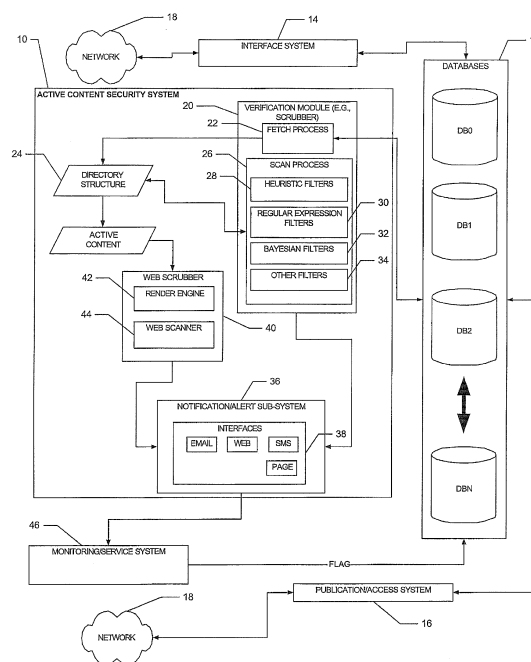 18
14
NETWORK
INTERFACE SYSTEM
10
DATABASES
ACTIVE CONTENT SECURITY SYSTEM
20
VERIFICATION MODULE (E.G.,
SCRUBBER)
22
FETCH PROCESS
DB0
24
DIRECTORY
STRUCTURE
26
SCAN PROCESS
28
HEURISTIC FILTERS
REGULAR EXPRESSION
FILTERS
30
DB1
ACTIVE
CONTENT
BAYESIAN FILTERS
32
OTHER FILTERS
34
WEB SCRUBBER
42
RENDER ENGINE
44
WEB SCANNER
40
DB2
36
NOTIFICATION/ALERT SUB-SYSTEM
INTERFACES
38
EMAIL
WEB
SMS
PAGE
DBN
46
MONITORING/SERVICE SYSTEM
FLAG
18
PUBLICATION/ACCESS SYSTEM
16
NETWORK